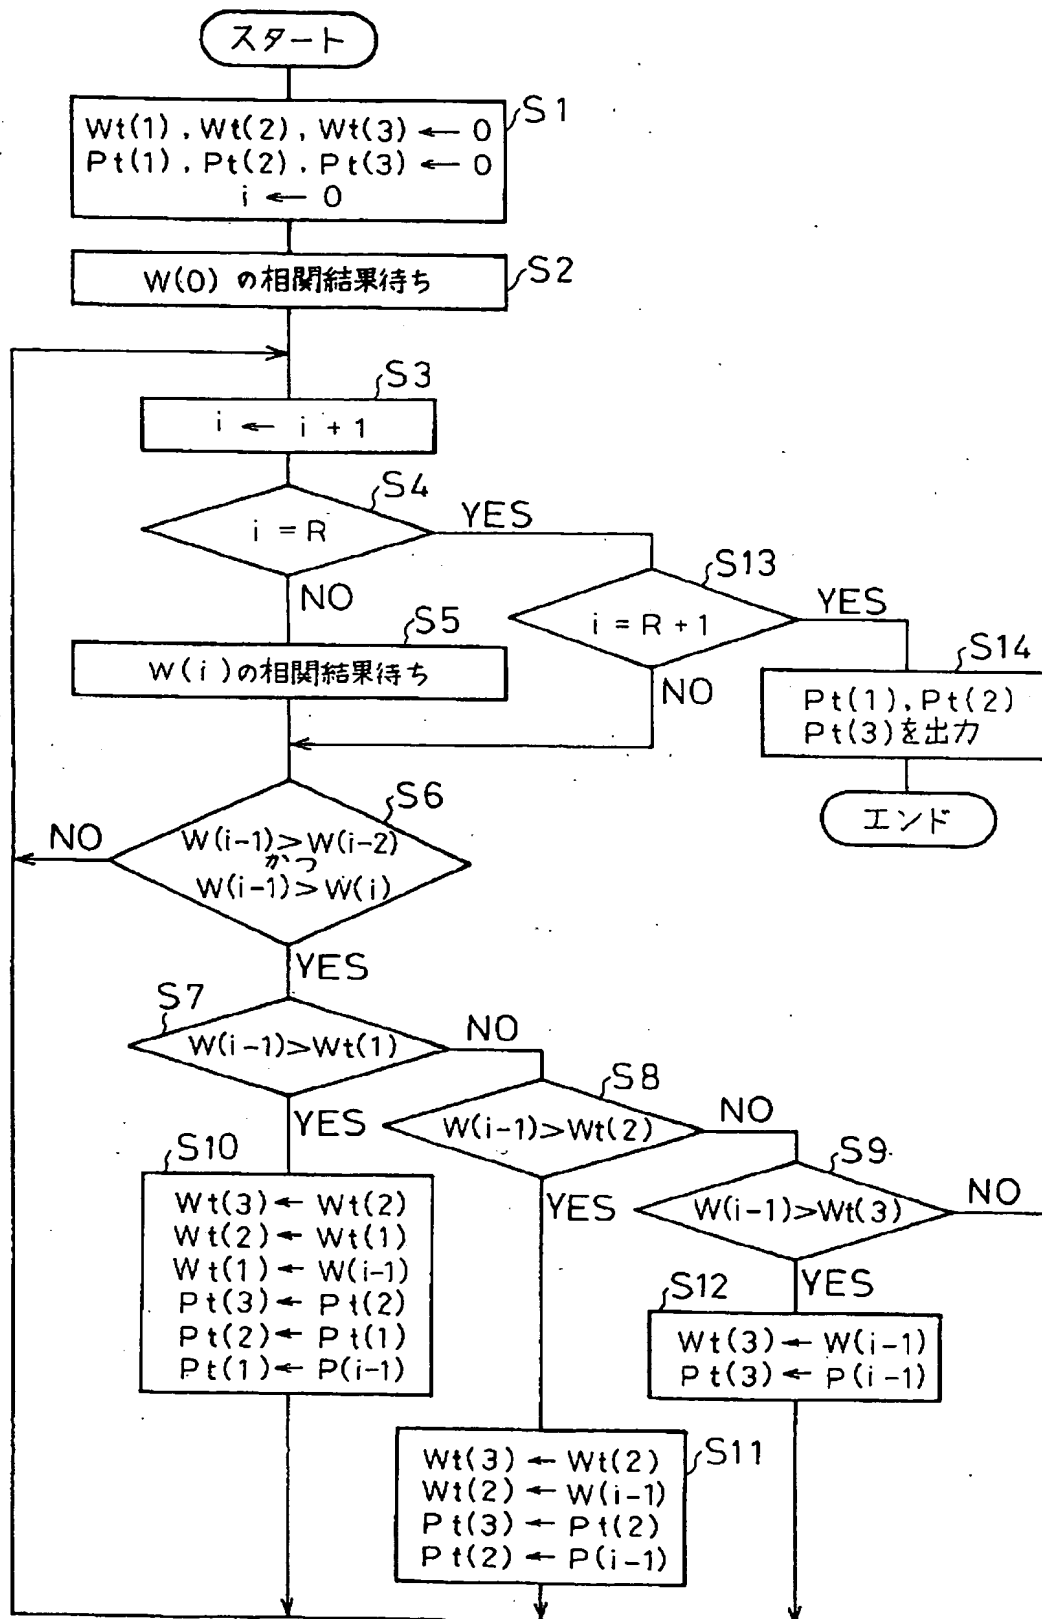 スタート
S1
Wt(1), Wt(2), Wt(3) ← 0
Pt(1), Pt(2), Pt(3) ← 0
i ← 0
S2
W(0) の相関結果待ち
S3
i ← i + 1
S4
i = R
YES
NO
S13
i = R + 1
YES
NO
S5
W(i)の相関結果待ち
S14
Pt(1), Pt(2)
Pt(3)を出力
エンド
S6
W(i-1)>W(i-2)
かつ
W(i-1)>W(i)
NO
YES
S7
W(i-1)>Wt(1)
NO
YES
S8
W(i-1)>Wt(2)
NO
YES
S9
W(i-1)>Wt(3)
NO
YES
S10
Wt(3) ← Wt(2)
Wt(2) ← Wt(1)
Wt(1) ← W(i-1)
Pt(3) ← Pt(2)
Pt(2) ← Pt(1)
Pt(1) ← P(i-1)
S12
Wt(3) ← W(i-1)
Pt(3) ← P(i-1)
S11
Wt(3) ← Wt(2)
Wt(2) ← W(i-1)
Pt(3) ← Pt(2)
Pt(2) ← P(i-1)